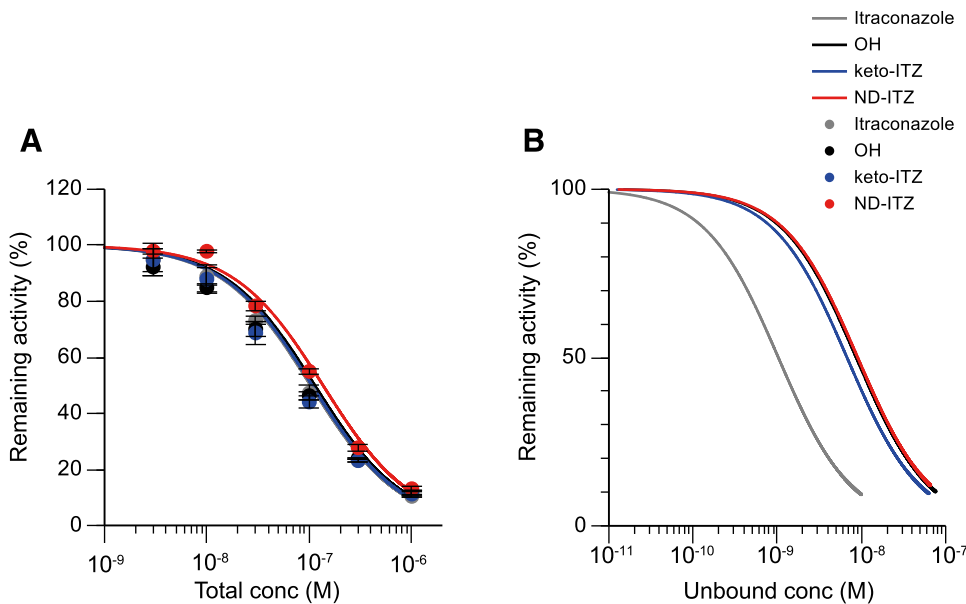 Itraconazole
OH
keto-ITZ
ND-ITZ
Itraconazole
OH
keto-ITZ
ND-ITZ
A
Remaining activity (%)
120
100
80
60
40
20
0
10-9
10-8
10-7
10-6
Total conc (M)
B
Remaining activity (%)
100
50
0
10-11
10-10
10-9
10-8
10-7
Unbound conc (M)